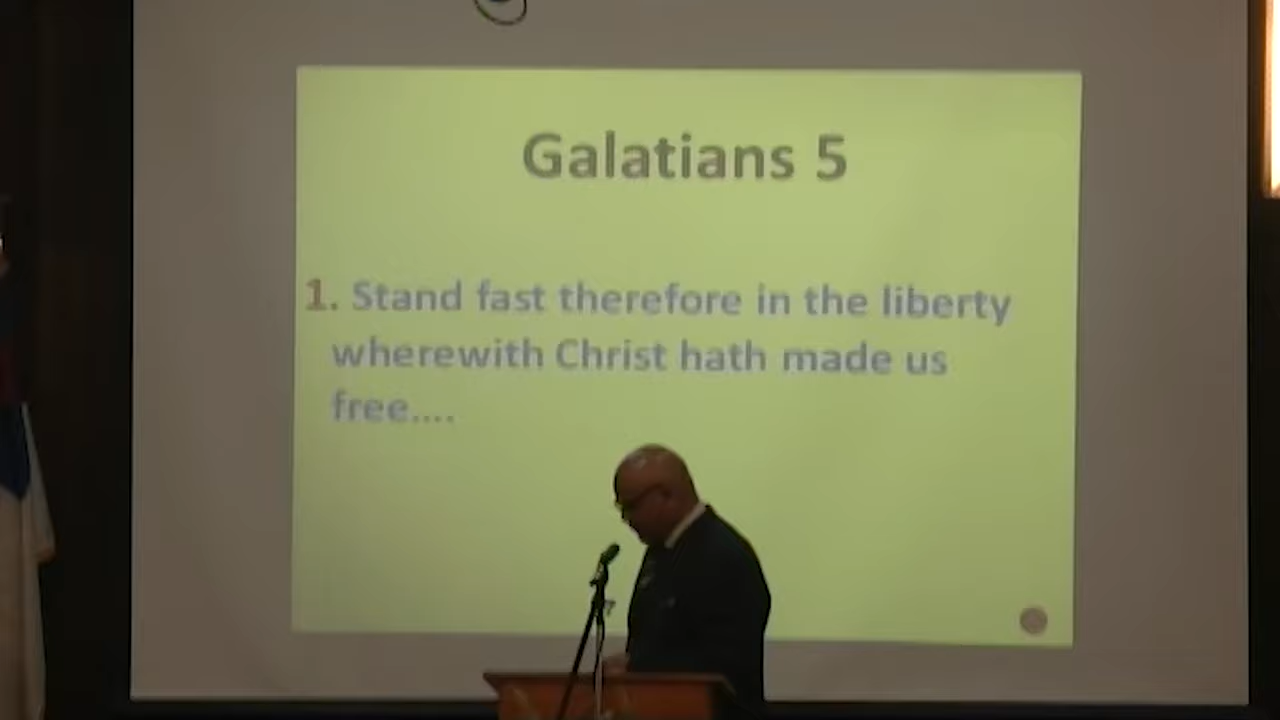 Galatians 5
1. Stand fast therefore in the liberty
wherewith Christ hath made us
free....